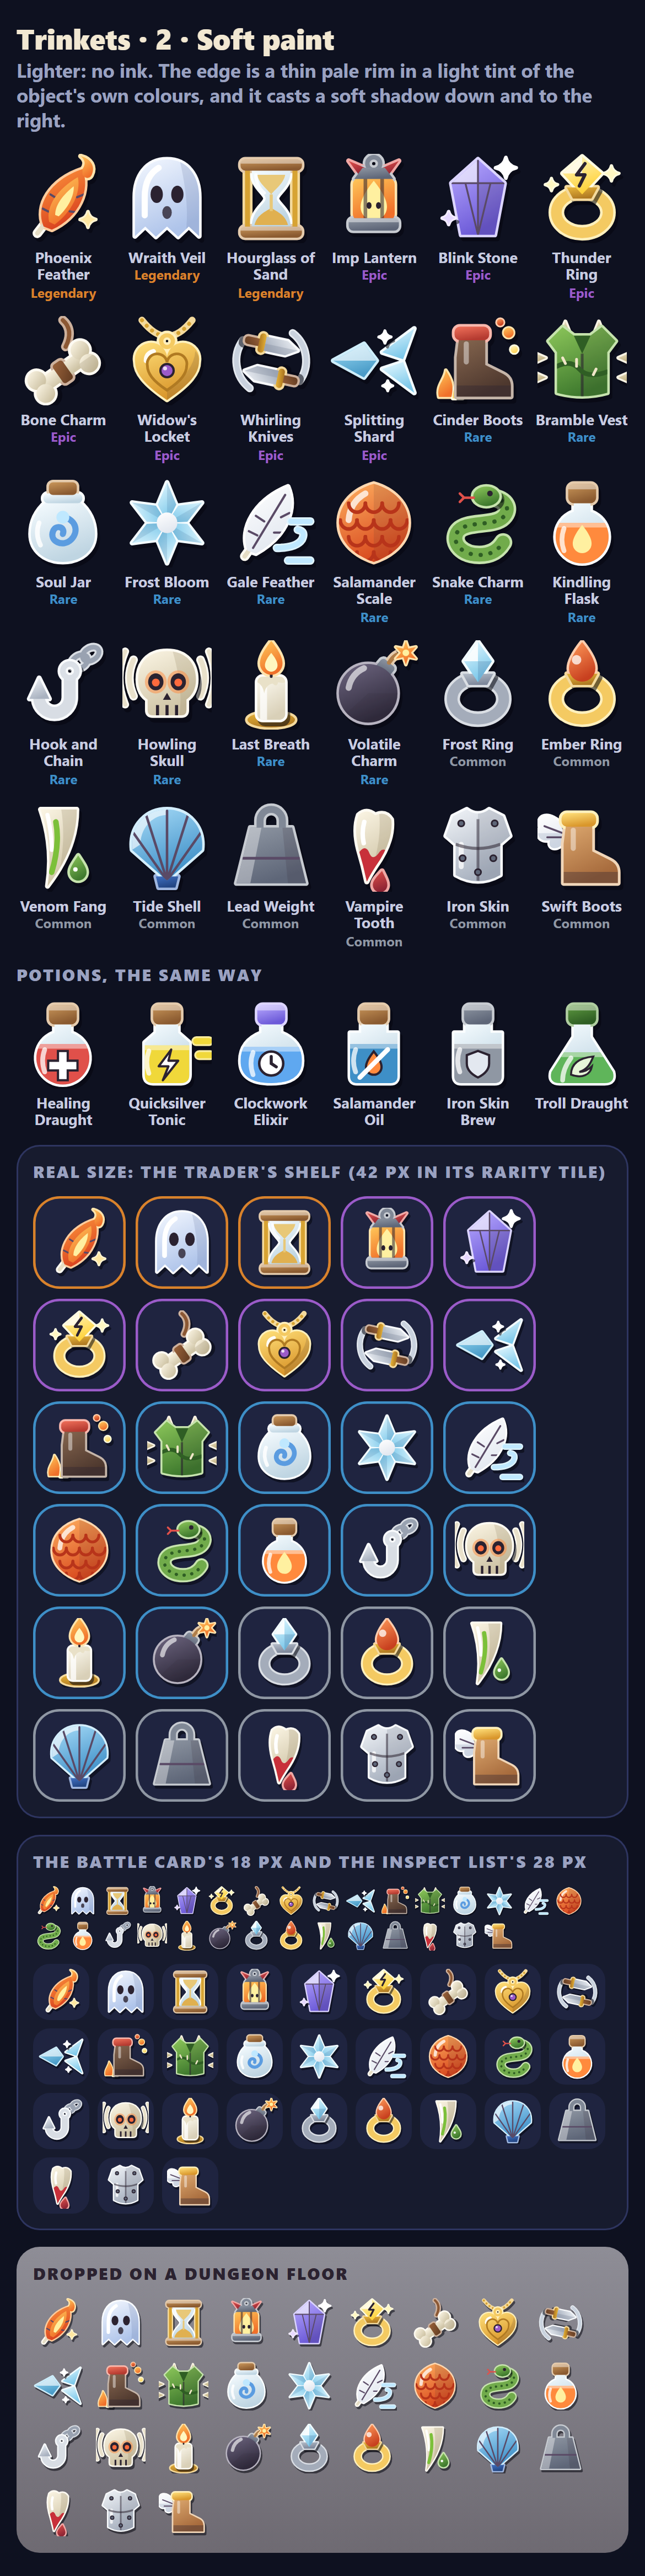 Trinkets · 2 · Soft paint
Lighter: no ink. The edge is a thin pale rim in a light tint of the
object's own colours, and it casts a soft shadow down and to the
right.
Phoenix
Feather
Legendary
Wraith Veil
Legendary
Hourglass of
Sand
Legendary
Imp Lantern
Epic
Blink Stone
Epic
Thunder
Ring
Epic
Bone Charm
Epic
Widow's
Locket
Epic
Whirling
Knives
Epic
Splitting
Shard
Epic
Cinder Boots
Rare
Bramble Vest
Rare
Soul Jar
Rare
Frost Bloom
Rare
Gale Feather
Rare
Salamander
Scale
Rare
Snake Charm
Rare
Kindling
Flask
Rare
Hook and
Chain
Rare
Howling
Skull
Rare
Last Breath
Rare
Volatile
Charm
Rare
Frost Ring
Common
Ember Ring
Common
Venom Fang
Common
Tide Shell
Common
Lead Weight
Common
Vampire
Tooth
Common
Iron Skin
Common
Swift Boots
Common
POTIONS, THE SAME WAY
Healing
Draught
Quicksilver
Tonic
Clockwork
Elixir
Salamander
Oil
Iron Skin
Brew
Troll Draught
REAL SIZE: THE TRADER'S SHELF (42 PX IN ITS RARITY TILE)
THE BATTLE CARD'S 18 PX AND THE INSPECT LIST'S 28 PX
DROPPED ON A DUNGEON FLOOR